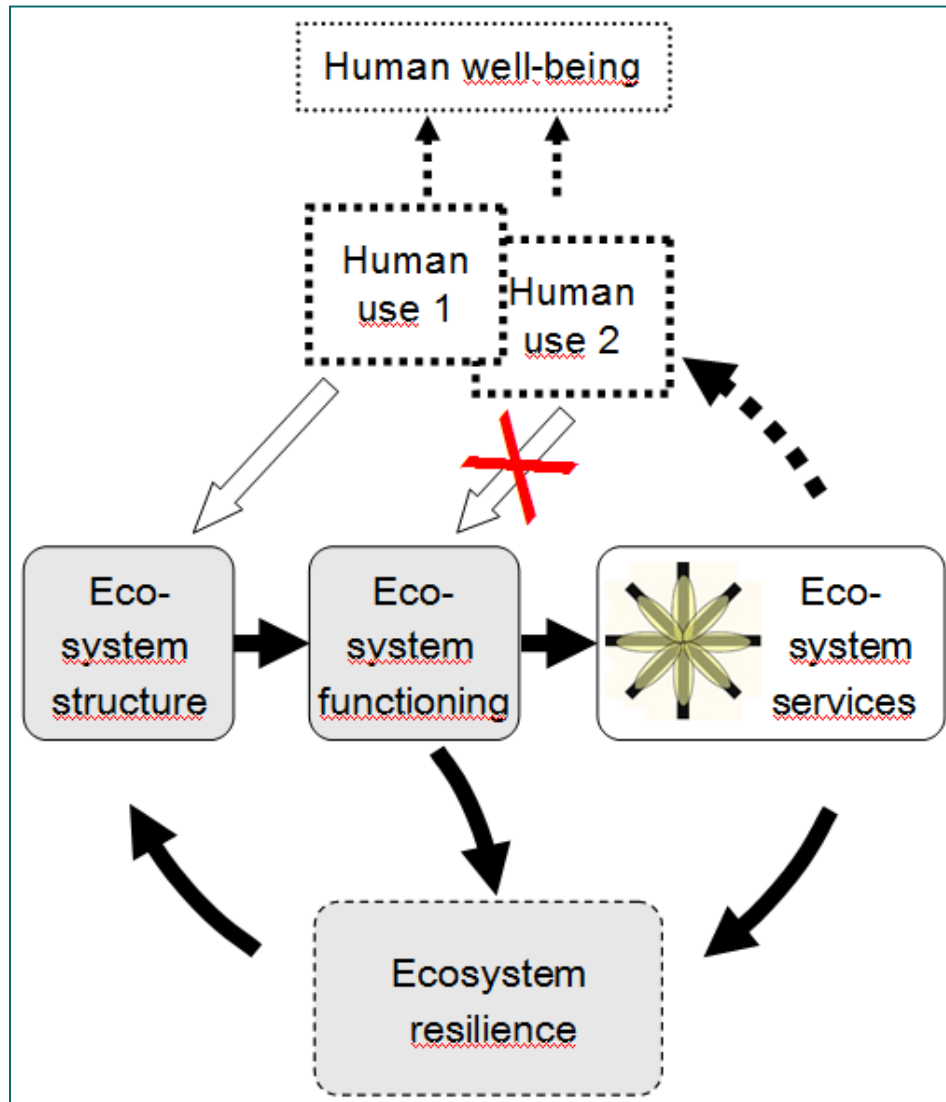 Human well-being
Human
use 1
Human
use 2
Eco-
system
structure
Eco-
system
functioning
Eco-
system
services
Ecosystem
resilience